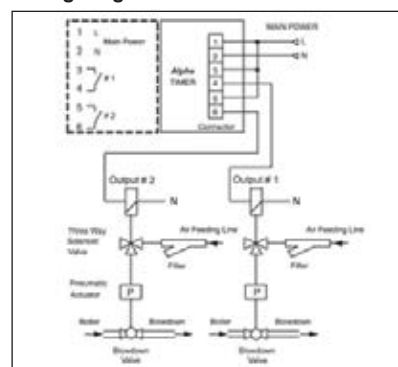 1 L
Main Power
2 N
3
# 1
4
5
# 2
6
Alpha
TIMER
1
2
3
4
5
6
Connector
MAIN POWER
L
N
Output # 2
Output # 1
N
N
Three Way
Solenoid
Valve
Air Feeding Line
Air Feeding Line
Filter
Filter
Pneumatic
Actuator
P
P
Boiler
Blowdown
Boiler
Blowdown
Blowdown
Valve
Blowdown
Valve